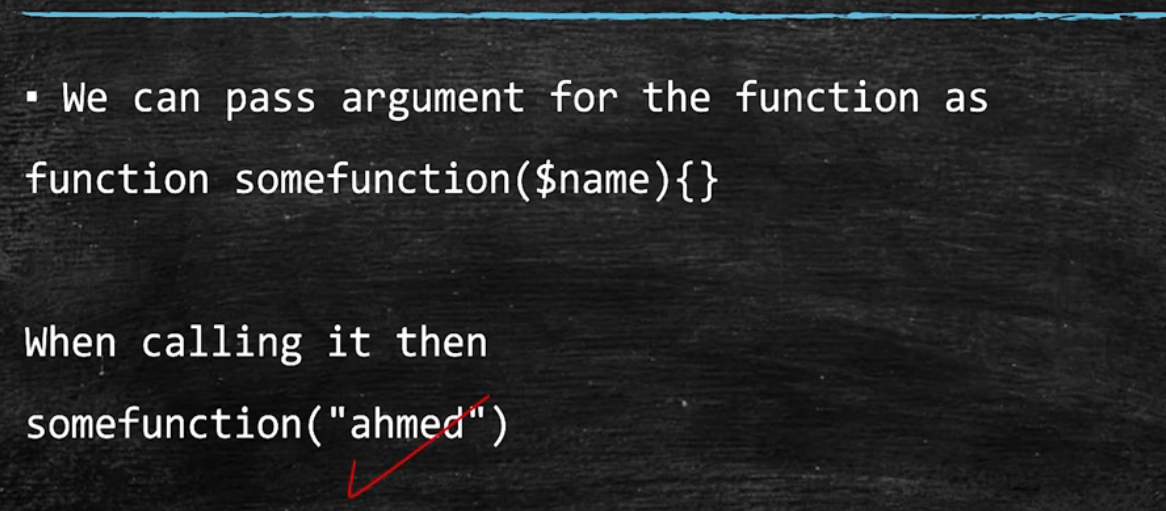 ▪ We can pass argument for the function as
function somefunction($name){}
When calling it then
somefunction("ahmed")